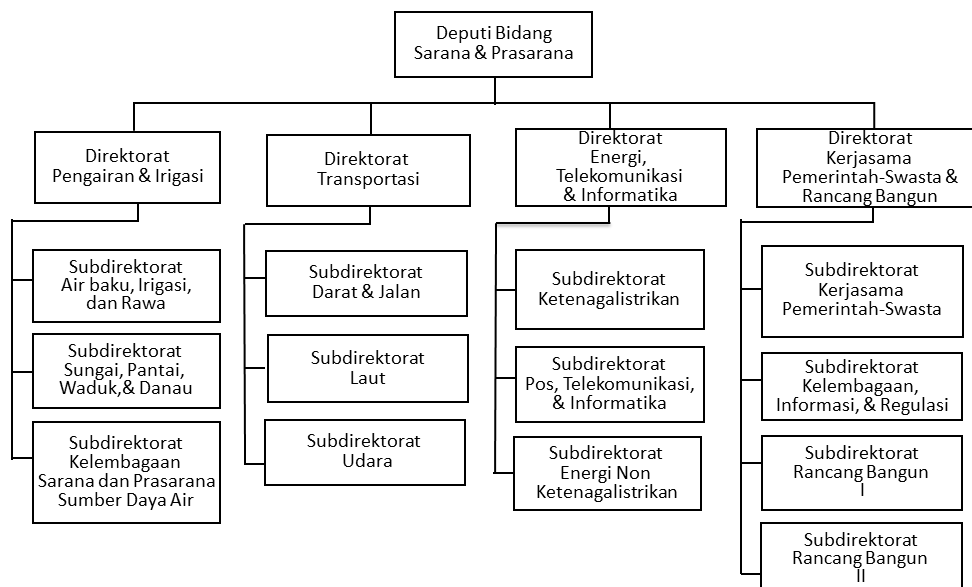 Deputi Bidang
Sarana & Prasarana
Direktorat
Pengairan & Irigasi
Direktorat
Transportasi
Direktorat
Energi,
Telekomunikasi
& Informatika
Direktorat
Kerjasama
Pemerintah-Swasta &
Rancang Bangun
Subdirektorat
Air baku, Irigasi,
dan Rawa
Subdirektorat
Sungai, Pantai,
Waduk,& Danau
Subdirektorat
Kelembagaan
Sarana dan Prasarana
Sumber Daya Air
Subdirektorat
Darat & Jalan
Subdirektorat
Laut
Subdirektorat
Udara
Subdirektorat
Ketenagalistrikan
Subdirektorat
Pos, Telekomunikasi,
& Informatika
Subdirektorat
Energi Non
Ketenagalistrikan
Subdirektorat
Kerjasama
Pemerintah-Swasta
Subdirektorat
Kelembagaan,
Informasi, & Regulasi
Subdirektorat
Rancang Bangun
I
Subdirektorat
Rancang Bangun
II